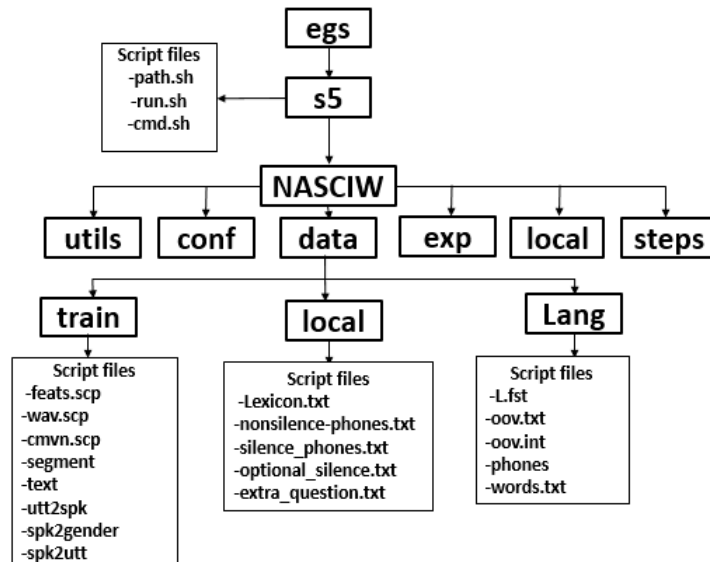 egs
Script files
-path.sh
-run.sh
-cmd.sh
s5
NASCIW
utils
conf
data
exp
local
steps
train
local
Lang
Script files
-feats.scp
-wav.scp
-cmvn.scp
-segment
-text
-utt2spk
-spk2gender
-spk2utt
Script files
-Lexicon.txt
-nonsilence-phones.txt
-silence_phones.txt
-optional_silence.txt
-extra_question.txt
Script files
-L.fst
-oov.txt
-oov.int
-phones
-words.txt